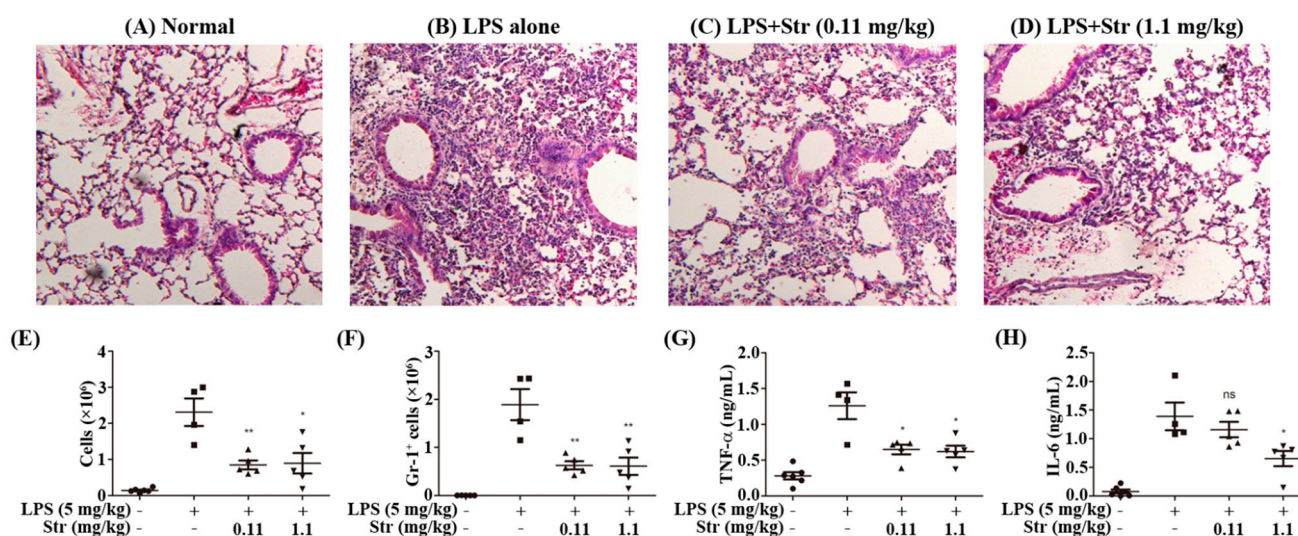 (A) Normal
(B) LPS alone
(C) LPS+Str (0.11 mg/kg)
(D) LPS+Str (1.1 mg/kg)
(E)
Cells (×10⁶)
4
3
2
1
0
**
*
LPS (5 mg/kg) - + + +
Str (mg/kg) - - 0.11 1.1
(F)
Gr-1⁺ cells (×10⁶)
3
2
1
0
**
**
LPS (5 mg/kg) - + + +
Str (mg/kg) - - 0.11 1.1
(G)
TNF-α (ng/mL)
2.0
1.5
1.0
0.5
0.0
*
*
LPS (5 mg/kg) - + + +
Str (mg/kg) - - 0.11 1.1
(H)
IL-6 (ng/mL)
2.5
2.0
1.5
1.0
0.5
0.0
ns
*
LPS (5 mg/kg) - + + +
Str (mg/kg) - - 0.11 1.1